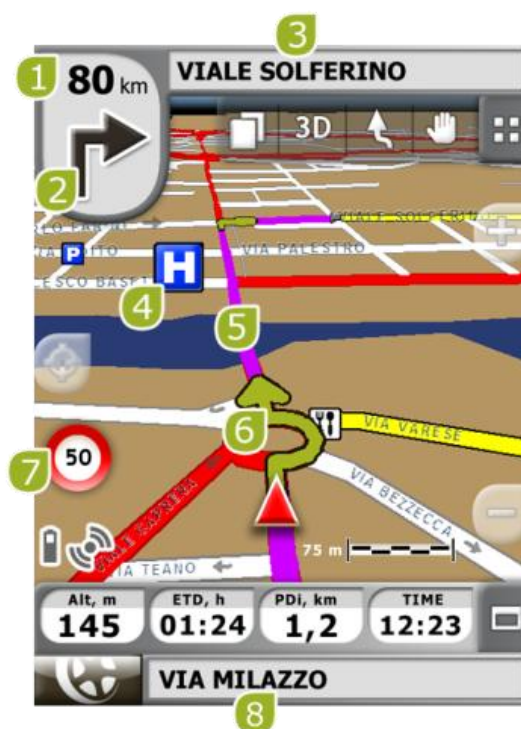 3
1
80 km
VIALE SOLFERINO
3D
2
VIALE SOLFERINO
P
VIA PALESTRO
H
4
5
6
VIA VARESE
7
50
VIA BEZZECCA
75 m
VIA TEANO
Alt, m
ETD, h
PDi, km
TIME
145
01:24
1,2
12:23
VIA MILAZZO
8